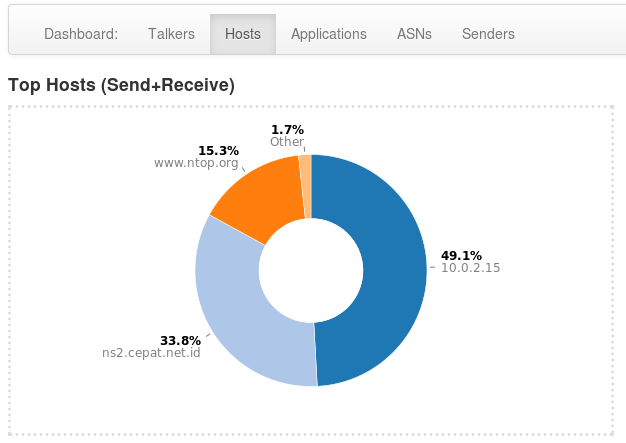 Dashboard: Talkers Hosts Applications ASNs Senders
Top Hosts (Send+Receive)
1.7%
Other
15.3%
www.ntop.org
49.1%
10.0.2.15
33.8%
ns2.cepat.net.id